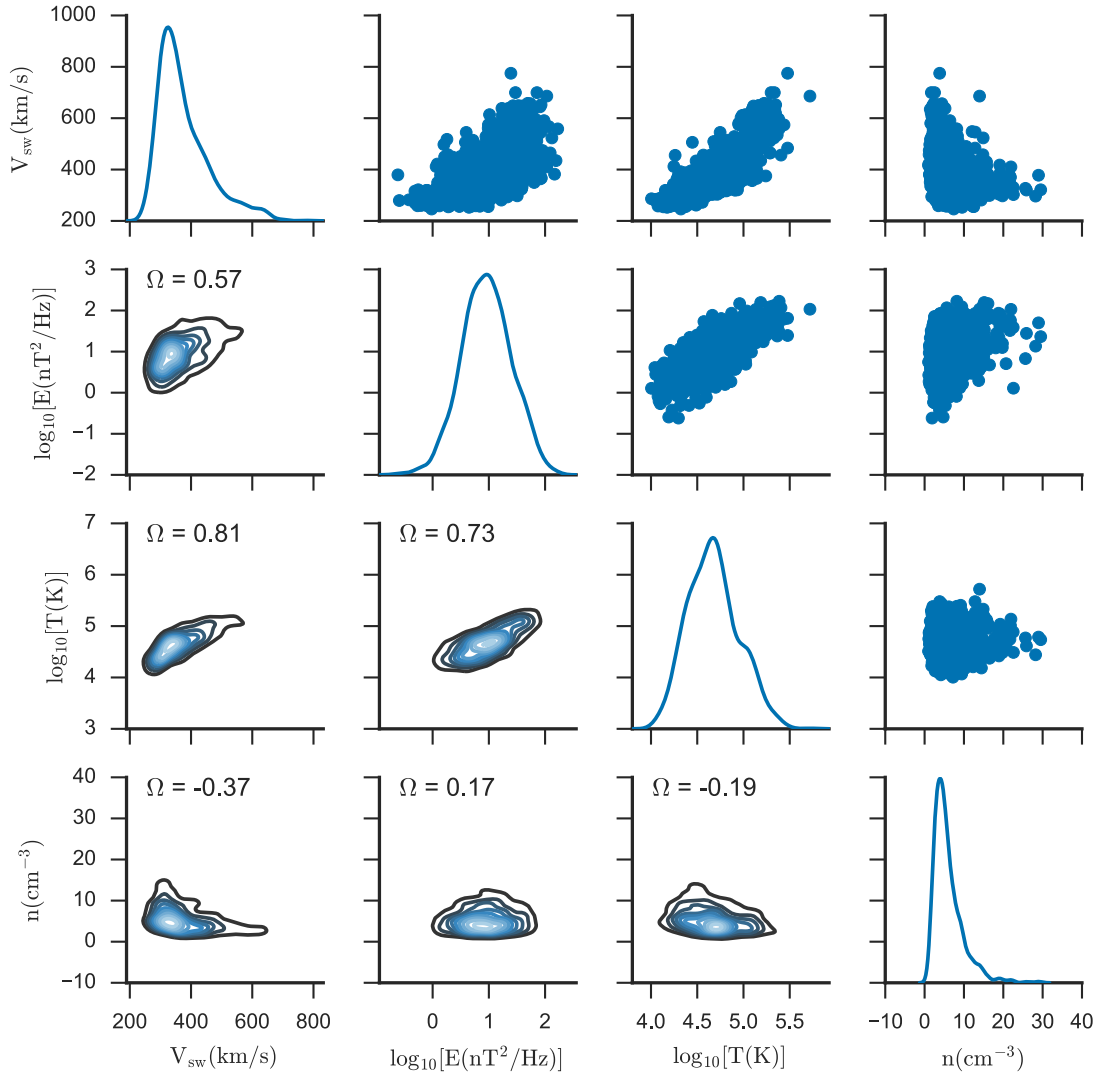 1000
800
600
400
200
V_sw(km/s)
Ω = 0.57
3
2
1
0
−1
−2
log₁₀[E(nT²/Hz)]
Ω = 0.81
Ω = 0.73
7
6
5
4
3
log₁₀[T(K)]
Ω = -0.37
Ω = 0.17
Ω = -0.19
40
30
20
10
0
−10
n(cm⁻³)
200 400 600 800
0 1 2
4.0 4.5 5.0 5.5
−10 0 10 20 30 40
V_sw(km/s)
log₁₀[E(nT²/Hz)]
log₁₀[T(K)]
n(cm⁻³)